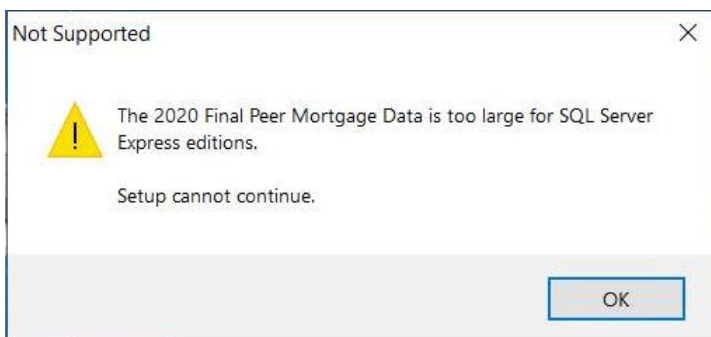 Not Supported
The 2020 Final Peer Mortgage Data is too large for SQL Server
Express editions.
Setup cannot continue.
OK